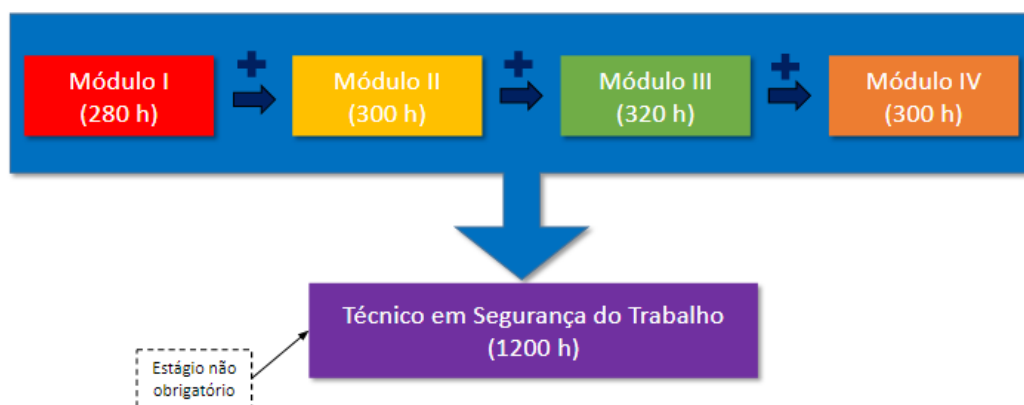 Módulo I
(280 h)
Módulo II
(300 h)
Módulo III
(320 h)
Módulo IV
(300 h)
Técnico em Segurança do Trabalho
(1200 h)
Estágio não
obrigatório